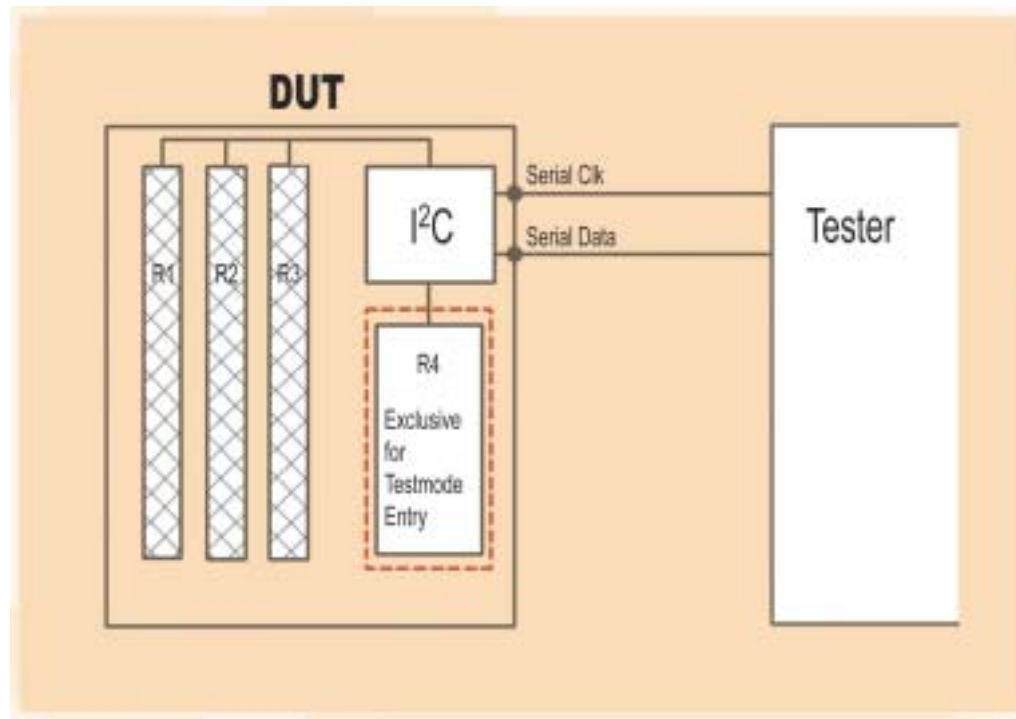 DUT
Serial Clk
I²C
Tester
Serial Data
R1
R2
R3
R4
Exclusive
for
Testmode
Entry